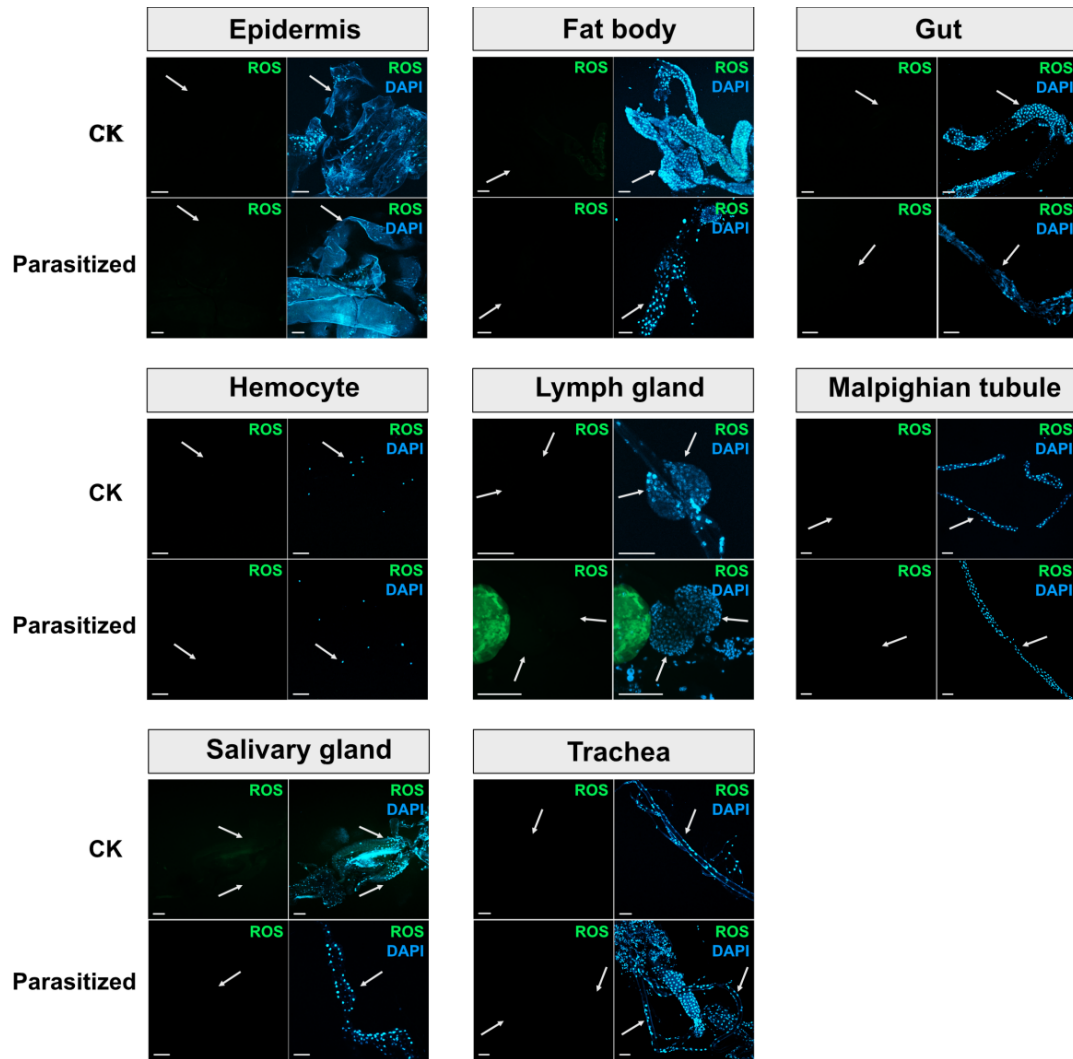 Epidermis Fat body Gut
ROS ROS ROS ROS ROS ROS
DAPI DAPI DAPI
CK
ROS ROS ROS ROS ROS ROS
DAPI DAPI DAPI
Parasitized
Hemocyte Lymph gland Malpighian tubule
ROS ROS ROS ROS ROS ROS
DAPI DAPI DAPI
CK
ROS ROS ROS ROS ROS ROS
DAPI DAPI DAPI
Parasitized
Salivary gland Trachea
ROS ROS ROS ROS
DAPI DAPI
CK
ROS ROS ROS ROS
DAPI DAPI
Parasitized